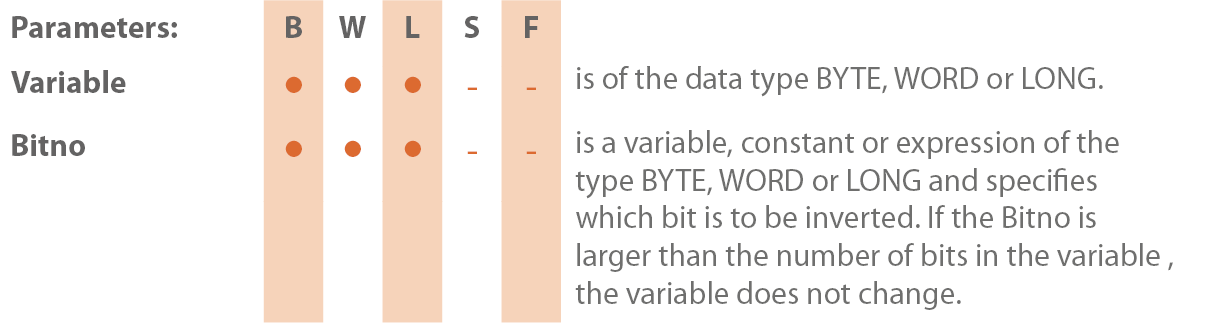 Parameters: B W L S F
Variable ● ● ● - - is of the data type BYTE, WORD or LONG.
Bitno ● ● ● - - is a variable, constant or expression of the
type BYTE, WORD or LONG and specifies
which bit is to be inverted. If the Bitno is
larger than the number of bits in the variable ,
the variable does not change.